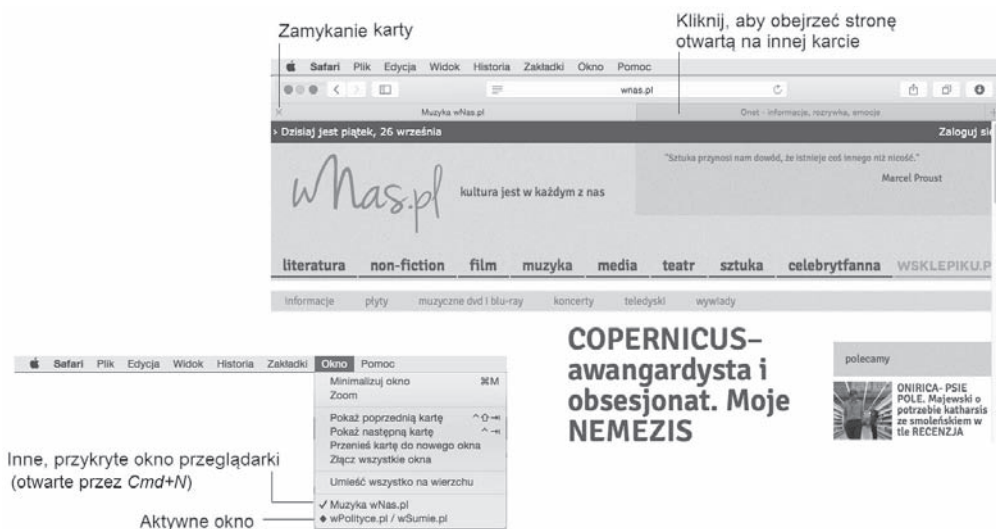 Zamykanie karty
Kliknij, aby obejrzeć stronę
otwartą na innej karcie
Safari Plik Edycja Widok Historia Zakładki Okno Pomoc
wnas.pl
Muzyka wNas.pl
Onet - informacje, rozrywka, emocje
› Dzisiaj jest piątek, 26 września
Zaloguj się
"Sztuka przynosi nam dowód, że istnieje coś innego niż nicość."
Marcel Proust
wNas.pl
kultura jest w każdym z nas
literatura non-fiction film muzyka media teatr sztuka celebrytfanna WSKLEPIKU.P
informacje płyty muzyczne dvd i blu-ray koncerty teledyski wywiady
COPERNICUS–
awangardysta i
obsesjonat. Moje
NEMEZIS
polecamy
ONIRICA- PSIE
POLE. Majewski o
potrzebie katharsis
ze smoleńskiem w
tle RECENZJA
Safari Plik Edycja Widok Historia Zakładki Okno Pomoc
Minimalizuj okno ⌘M
Zoom
Pokaż poprzednią kartę ^⇧⇥
Pokaż następną kartę ^⇥
Przenieś kartę do nowego okna
Złącz wszystkie okna
Umieść wszystko na wierzchu
✓ Muzyka wNas.pl
◆ wPolityce.pl / wSumie.pl
Inne, przykryte okno przeglądarki
(otwarte przez Cmd+N)
Aktywne okno